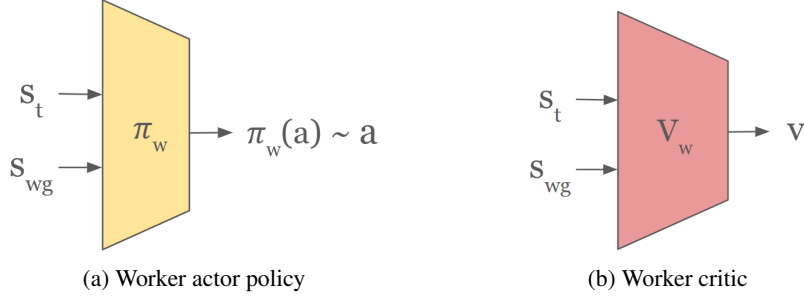 s_t
s_wg
π_w
π_w(a) ~ a
(a) Worker actor policy
s_t
s_wg
V_w
v
(b) Worker critic